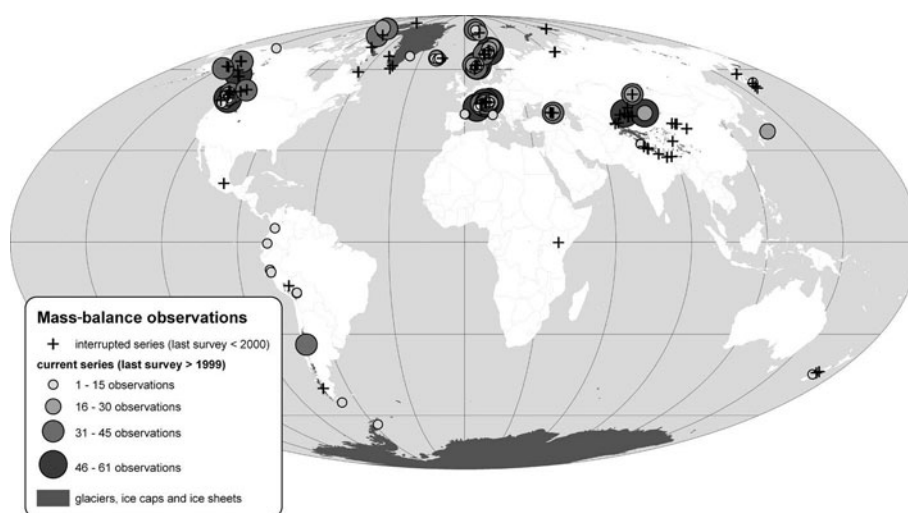 Mass-balance observations
interrupted series (last survey < 2000)
current series (last survey > 1999)
1 - 15 observations
16 - 30 observations
31 - 45 observations
46 - 61 observations
glaciers, ice caps and ice sheets